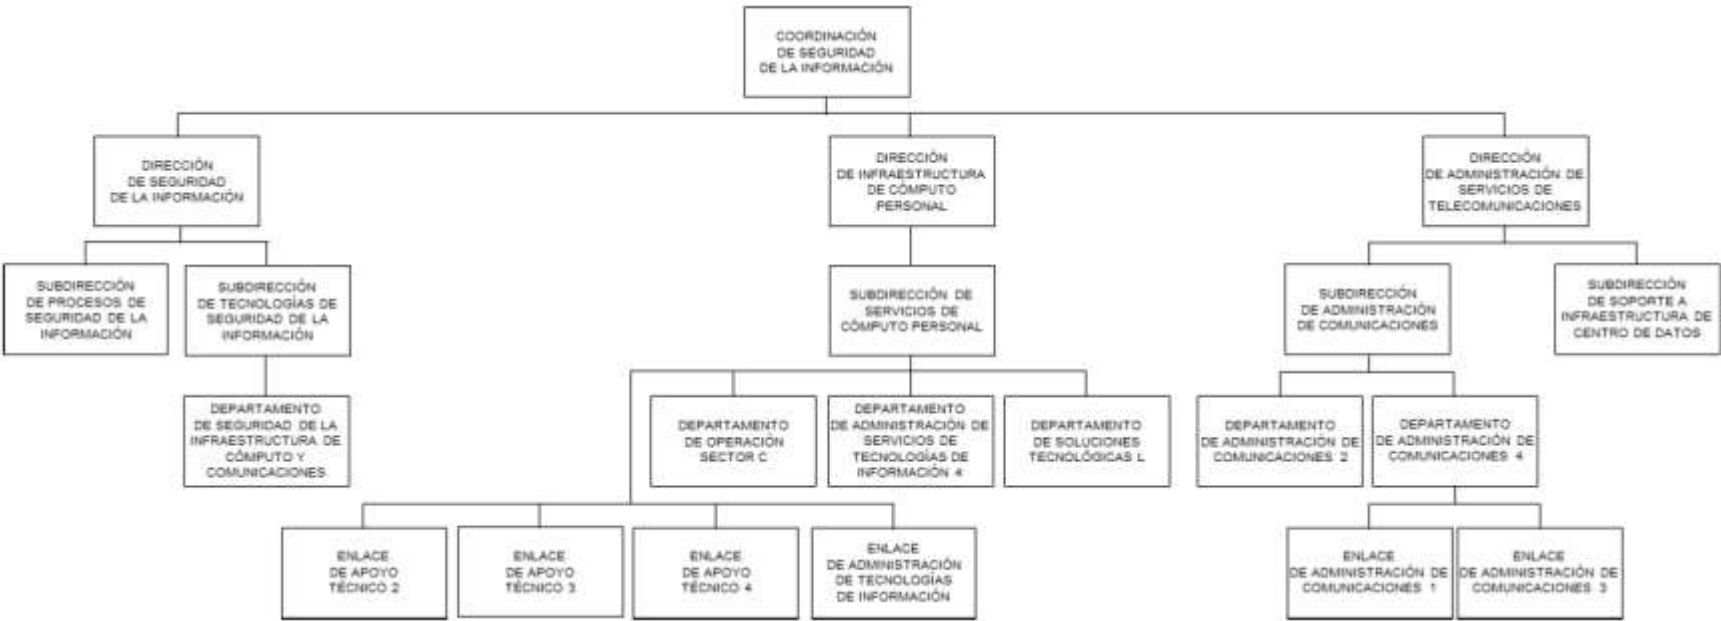 COORDINACIÓN
DE SEGURIDAD
DE LA INFORMACIÓN
DIRECCIÓN
DE SEGURIDAD
DE LA INFORMACIÓN
DIRECCIÓN
DE INFRAESTRUCTURA
DE CÓMPUTO
PERSONAL
DIRECCIÓN
DE ADMINISTRACIÓN DE
SERVICIOS DE
TELECOMUNICACIONES
SUBDIRECCIÓN
DE PROCESOS DE
SEGURIDAD DE LA
INFORMACIÓN
SUBDIRECCIÓN
DE TECNOLOGÍAS DE
SEGURIDAD DE LA
INFORMACIÓN
SUBDIRECCIÓN DE
SERVICIOS DE
CÓMPUTO PERSONAL
SUBDIRECCIÓN
DE ADMINISTRACIÓN
DE COMUNICACIONES
SUBDIRECCIÓN
DE SOPORTE A
INFRAESTRUCTURA DE
CENTRO DE DATOS
DEPARTAMENTO
DE SEGURIDAD DE LA
INFRAESTRUCTURA DE
CÓMPUTO Y
COMUNICACIONES
DEPARTAMENTO
DE OPERACIÓN
SECTOR C
DEPARTAMENTO
DE ADMINISTRACIÓN DE
SERVICIOS DE
TECNOLOGÍAS DE
INFORMACIÓN 4
DEPARTAMENTO
DE SOLUCIONES
TECNOLÓGICAS L
DEPARTAMENTO
DE ADMINISTRACIÓN DE
COMUNICACIONES 2
DEPARTAMENTO
DE ADMINISTRACIÓN DE
COMUNICACIONES 4
ENLACE
DE APOYO
TÉCNICO 2
ENLACE
DE APOYO
TÉCNICO 3
ENLACE
DE APOYO
TÉCNICO 4
ENLACE
DE ADMINISTRACIÓN
DE TECNOLOGÍAS
DE INFORMACIÓN
ENLACE
DE ADMINISTRACIÓN DE
COMUNICACIONES 1
ENLACE
DE ADMINISTRACIÓN DE
COMUNICACIONES 3